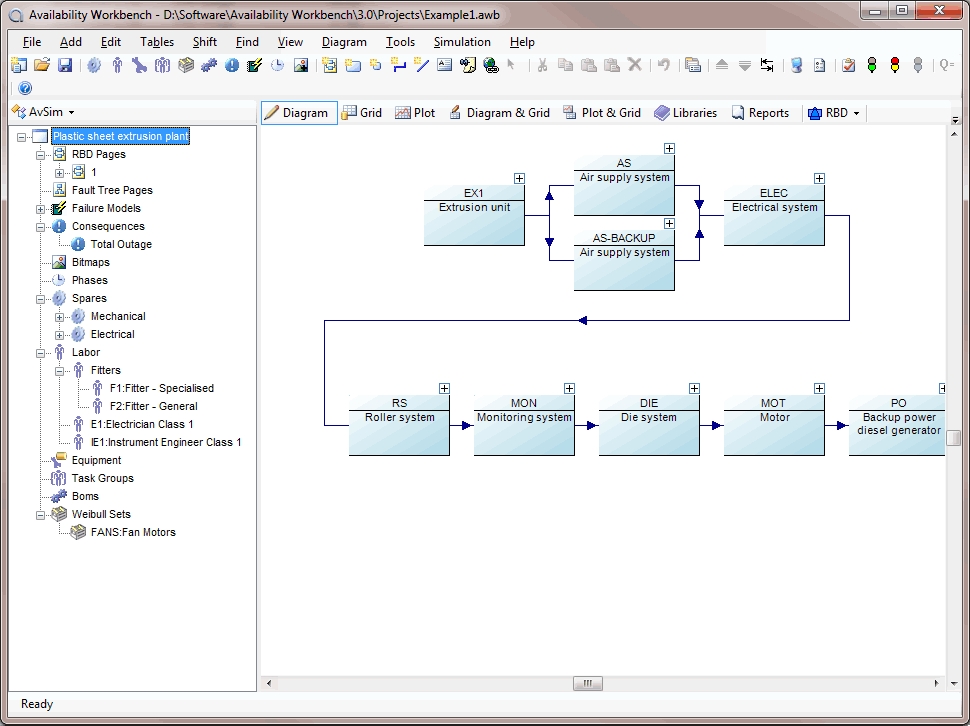 Availability Workbench - D:\Software\Availability Workbench\3.0\Projects\Example1.awb
File Add Edit Tables Shift Find View Diagram Tools Simulation Help
AvSim
Diagram Grid Plot Diagram & Grid Plot & Grid Libraries Reports RBD
Plastic sheet extrusion plant
RBD Pages
1
Fault Tree Pages
Failure Models
Consequences
Total Outage
Bitmaps
Phases
Spares
Mechanical
Electrical
Labor
Fitters
F1:Fitter - Specialised
F2:Fitter - General
E1:Electrician Class 1
IE1:Instrument Engineer Class 1
Equipment
Task Groups
Boms
Weibull Sets
FANS:Fan Motors
EX1
Extrusion unit
AS
Air supply system
AS-BACKUP
Air supply system
ELEC
Electrical system
RS
Roller system
MON
Monitoring system
DIE
Die system
MOT
Motor
PO
Backup power
diesel generator
Ready